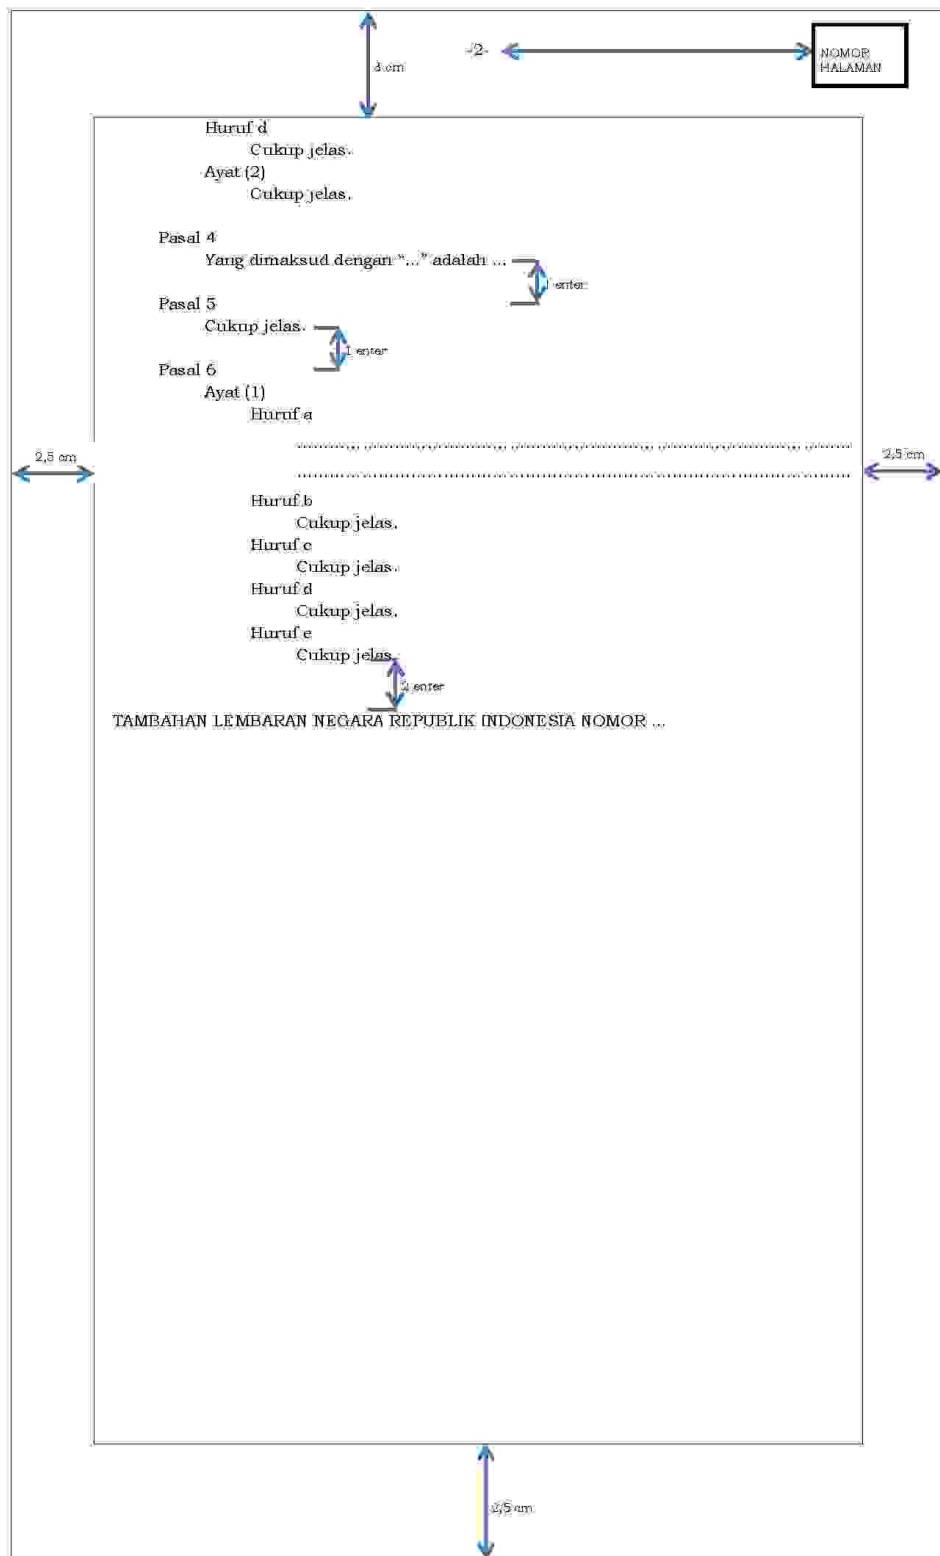 -2-
NOMOR
HALAMAN
3 cm
Huruf d
Cukup jelas.
Ayat (2)
Cukup jelas.
Pasal 4
Yang dimaksud dengan “...” adalah ...
1 enter
Pasal 5
Cukup jelas.
1 enter
Pasal 6
Ayat (1)
Huruf a
2,5 cm
2,5 cm
Huruf b
Cukup jelas.
Huruf c
Cukup jelas.
Huruf d
Cukup jelas.
Huruf e
Cukup jelas.
2 enter
TAMBAHAN LEMBARAN NEGARA REPUBLIK INDONESIA NOMOR ...
2,5 cm